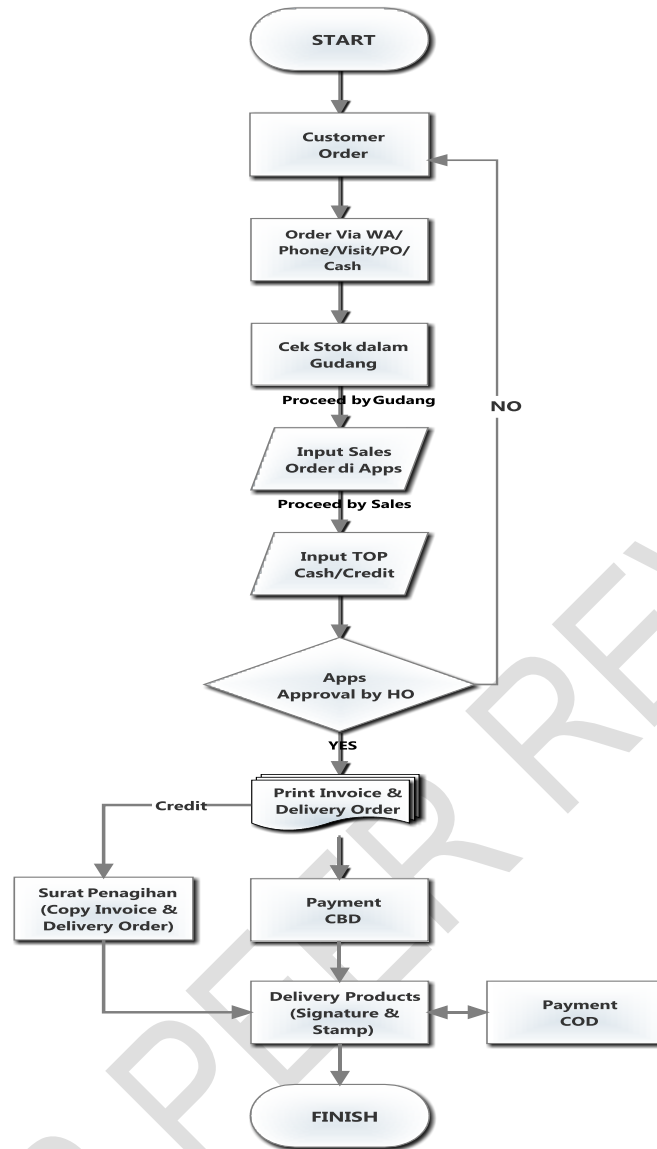 START
Customer
Order
Order Via WA/
Phone/Visit/PO/
Cash
Cek Stok dalam
Gudang
Proceed by Gudang
NO
Input Sales
Order di Apps
Proceed by Sales
Input TOP
Cash/Credit
Apps
Approval by HO
YES
Print Invoice &
Delivery Order
Credit
Surat Penagihan
(Copy Invoice &
Delivery Order)
Payment
CBD
Delivery Products
(Signature &
Stamp)
Payment
COD
FINISH
PEER REV